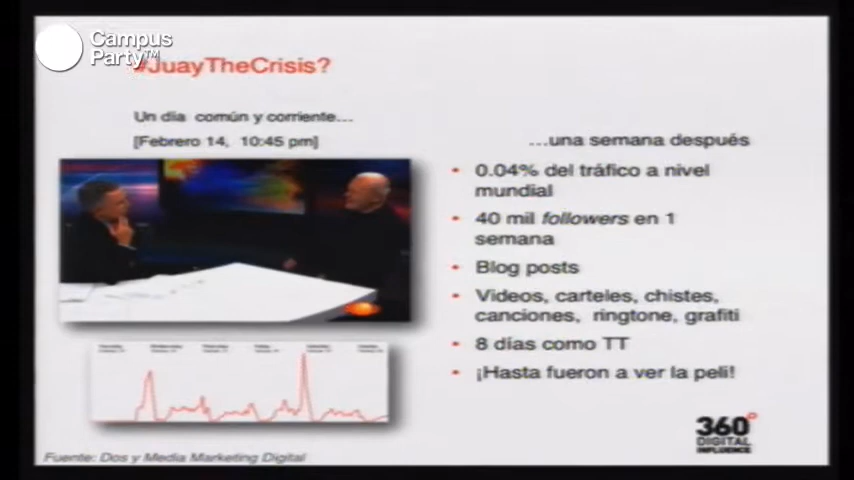 Campus
Party™
#JuayTheCrisis?
Un día común y corriente...
[Febrero 14, 10:45 pm]
...una semana después
• 0.04% del tráfico a nivel
mundial
• 40 mil followers en 1
semana
• Blog posts
• Videos, carteles, chistes,
canciones, ringtone, grafiti
• 8 días como TT
• ¡Hasta fueron a ver la peli!
360°
DIGITAL
INFLUENCE
Fuente: Dos y Media Marketing Digital